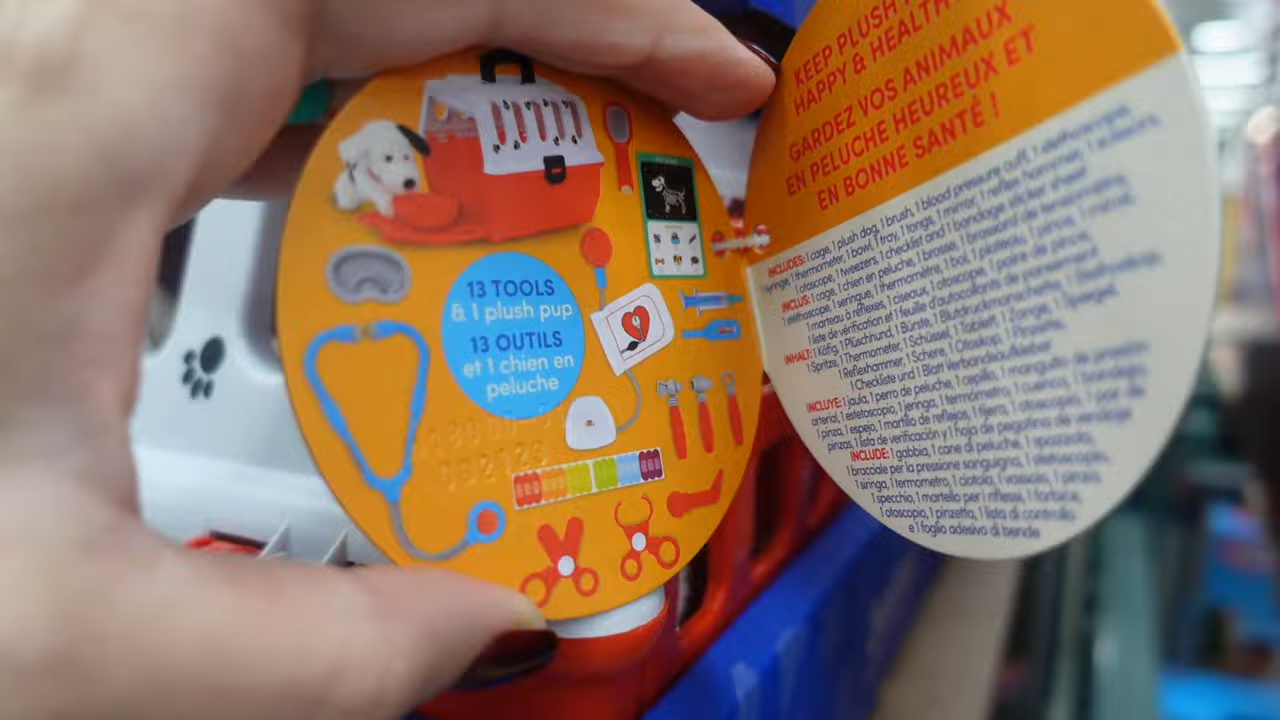 13 TOOLS
& 1 plush pup
13 OUTILS
et 1 chien en
peluche
KEEP PLUSH
HAPPY & HEALTH
GARDEZ VOS ANIMAUX
EN PELUCHE HEUREUX ET
EN BONNE SANTÉ !
INCLUDES: 1 cage, 1 plush dog, 1 brush, 1 blood pressure cuff, 1 stethoscope,
1 thermometer, 1 bowl, 1 tray, 1 tongs, 1 mirror, 1 reflex hammer, 1 scissors,
1 otoscope, 1 tweezers, 1 checklist and 1 bandage sticker sheet
INCLUS: 1 cage, 1 chien en peluche, 1 brosse, 1 brassard de tensiomètre,
1 stéthoscope, 1 seringue, 1 thermomètre, 1 bol, 1 plateau, 1 pince, 1 miroir,
1 marteau à réflexes, 1 ciseaux, 1 otoscope, 1 paire de pinces,
1 liste de vérification et 1 feuille d'autocollants de pansement
INHALT: 1 Käfig, 1 Plüschhund, 1 Bürste, 1 Blutdruckmanschette, 1 Stethoskop,
1 Spritze, 1 Thermometer, 1 Schüssel, 1 Tablett, 1 Zange, 1 Spiegel,
1 Reflexhammer, 1 Schere, 1 Otoskop, 1 Pinzette,
1 Checkliste und 1 Blatt Verbandsaufkleber
INCLUYE: 1 jaula, 1 perro de peluche, 1 cepillo, 1 manguito de presión
arterial, 1 estetoscopio, 1 jeringa, 1 termómetro, 1 cuenco, 1 bandeja,
1 pinza, 1 espejo, 1 martillo de reflejos, 1 tijera, 1 otoscopio, 1 par de
pinzas, 1 lista de verificación y 1 hoja de pegatina de vendaje
INCLUDE: 1 gabbia, 1 cane di peluche, 1 spazzola,
1 bracciale per la pressione sanguigna, 1 stetoscopio,
1 siringa, 1 termometro, 1 ciotola, 1 vassoio, 1 pinza,
1 specchio, 1 martello per i riflessi, 1 forbice,
1 otoscopio, 1 pinzetta, 1 lista di controllo
e 1 foglio adesivo di bende